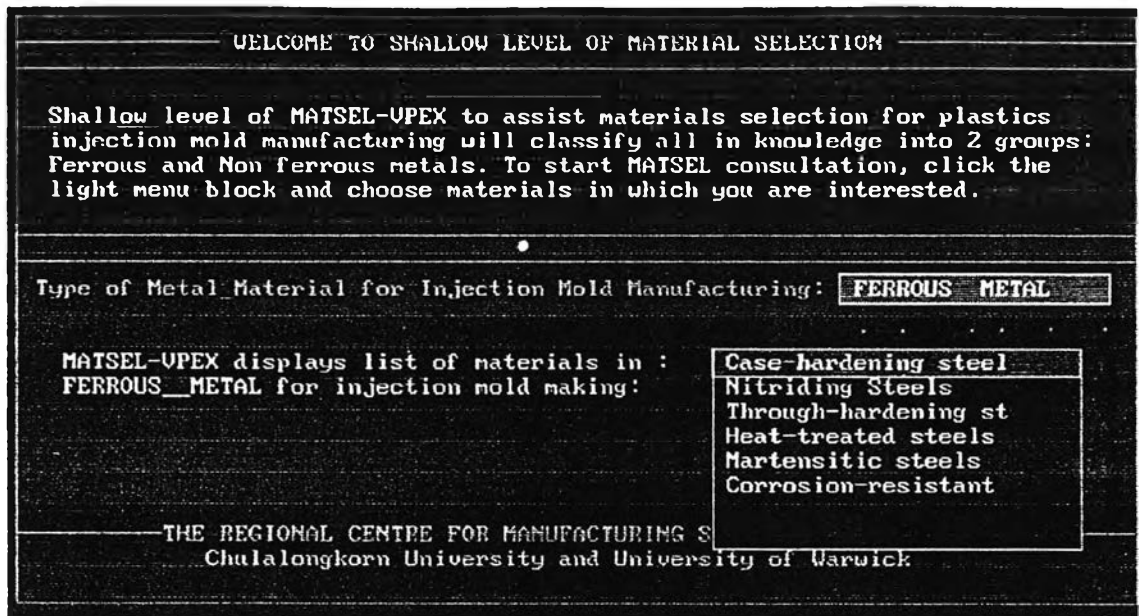 WELCOME TO SHALLOW LEVEL OF MATERIAL SELECTION
Shallow level of MATSEL-VPEX to assist materials selection for plastics
injection mold manufacturing will classify all in knowledge into 2 groups:
Ferrous and Non ferrous metals. To start MATSEL consultation, click the
light menu block and choose materials in which you are interested.
Type of Metal_Material for Injection Mold Manufacturing: FERROUS METAL
MATSEL-VPEX displays list of materials in :
FERROUS__METAL for injection mold making:
Case-hardening steel
Nitriding Steels
Through-hardening st
Heat-treated steels
Martensitic steels
Corrosion-resistant
THE REGIONAL CENTRE FOR MANUFACTURING S
Chulalongkorn University and University of Warwick